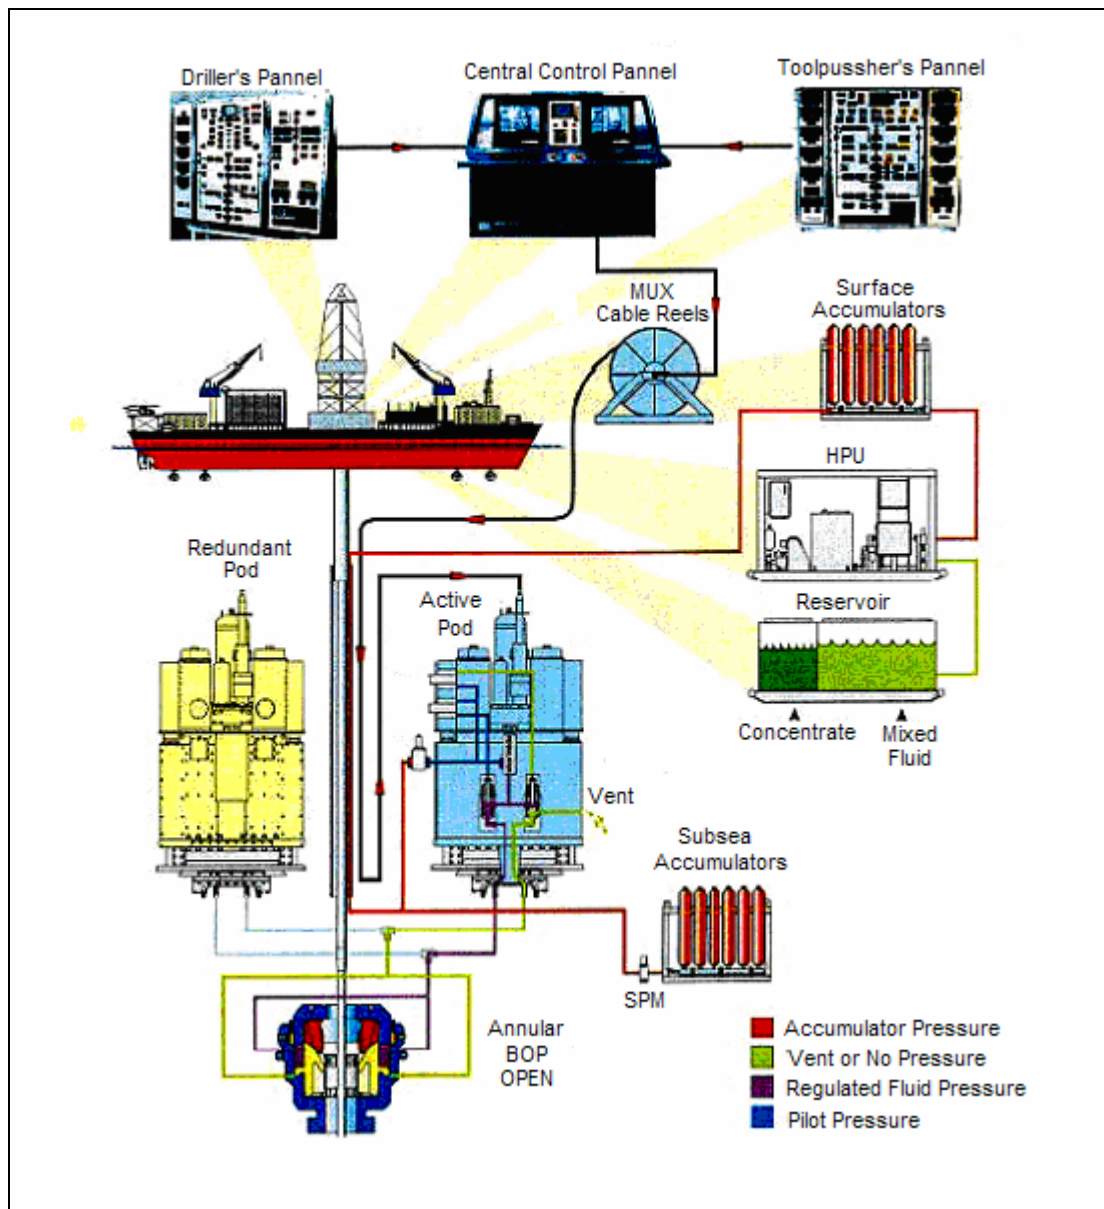 Driller's Pannel
Central Control Pannel
Toolpussher's Pannel
MUX
Cable Reels
Surface
Accumulators
HPU
Redundant
Pod
Active
Pod
Reservoir
Concentrate
Mixed
Fluid
Vent
Subsea
Accumulators
SPM
Annular
BOP
OPEN
Accumulator Pressure
Vent or No Pressure
Regulated Fluid Pressure
Pilot Pressure